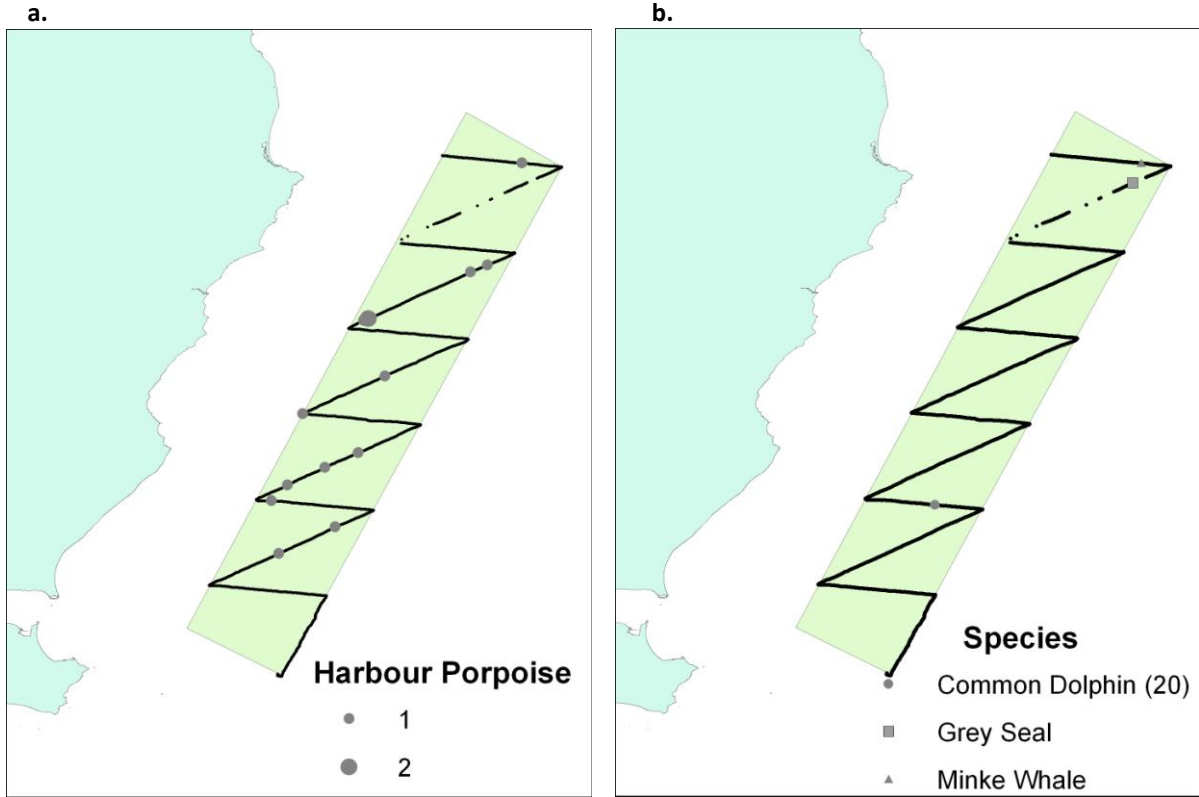 a.
Harbour Porpoise
1
2
b.
Species
Common Dolphin (20)
Grey Seal
Minke Whale